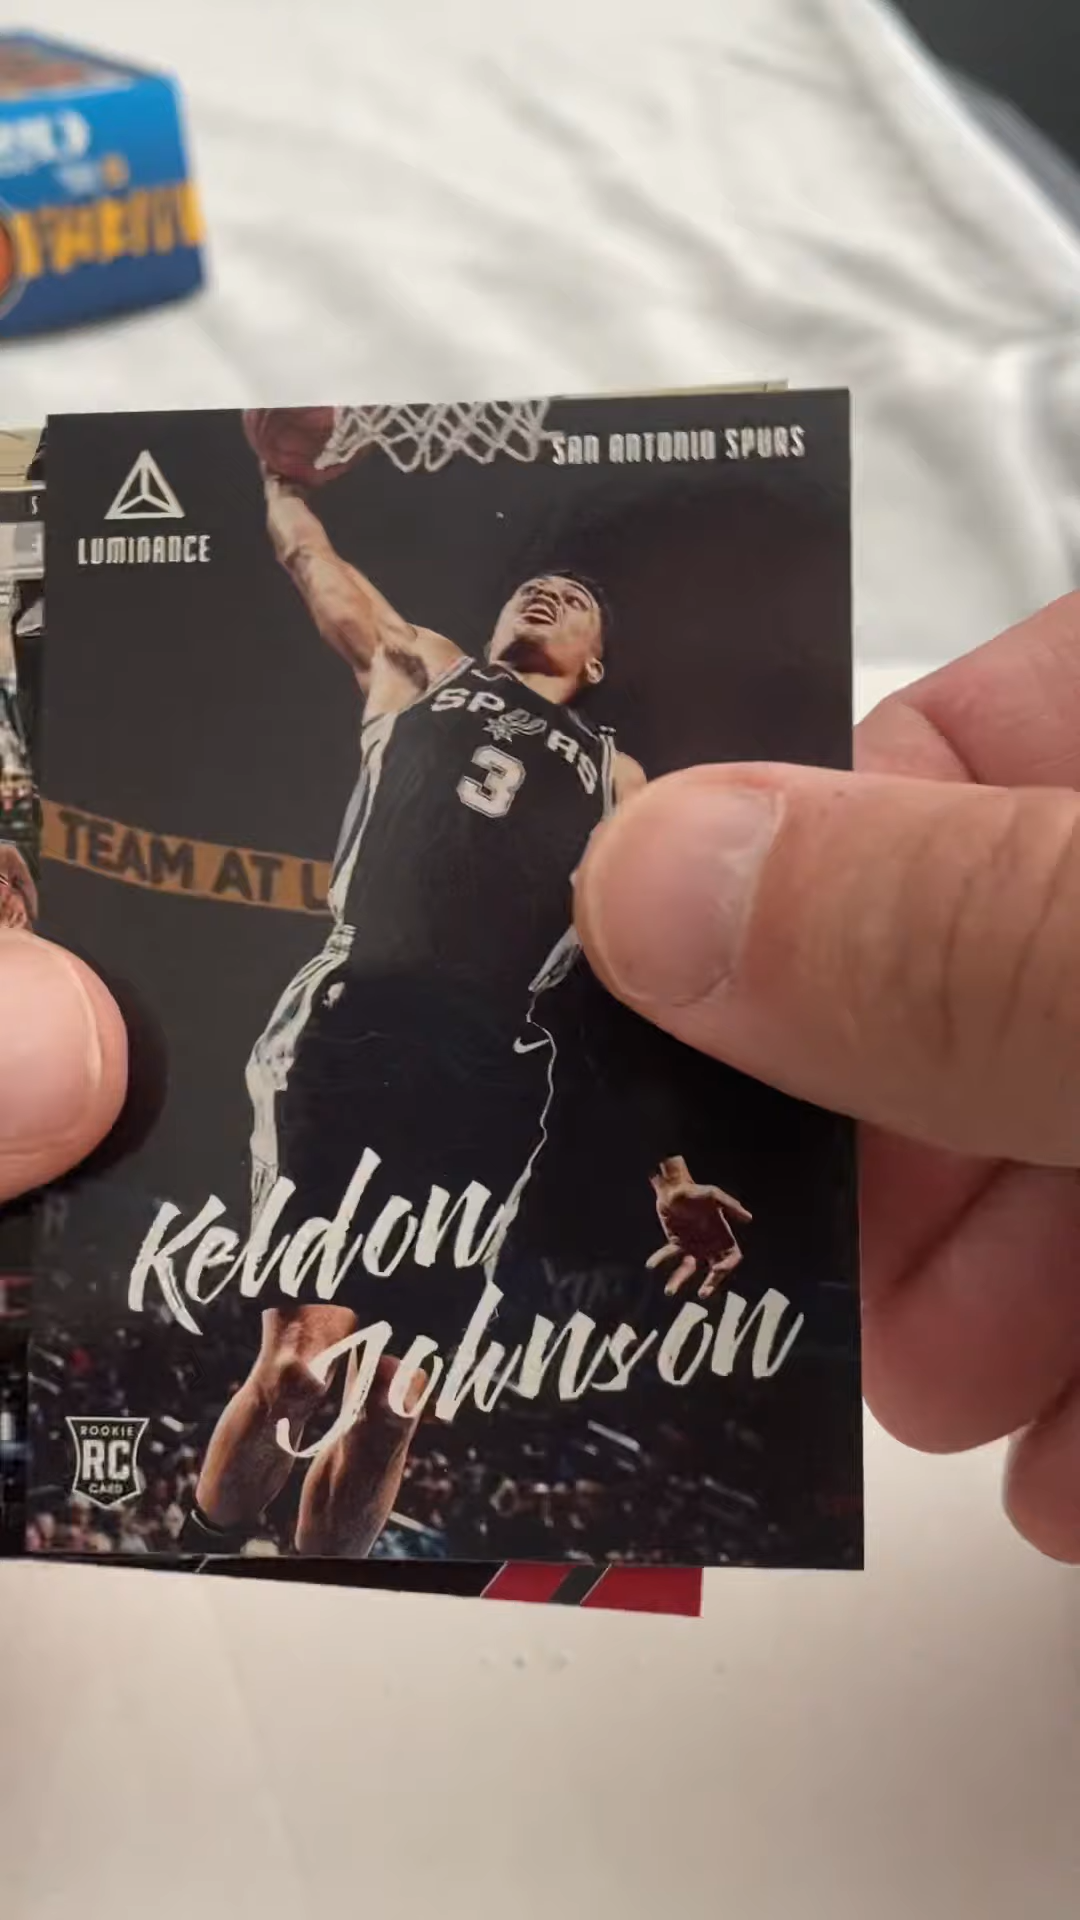 SAN ANTONIO SPURS
LUMINANCE
SPURS
3
TEAM AT
Keldon
Johnson
ROOKIE
RC
CARD